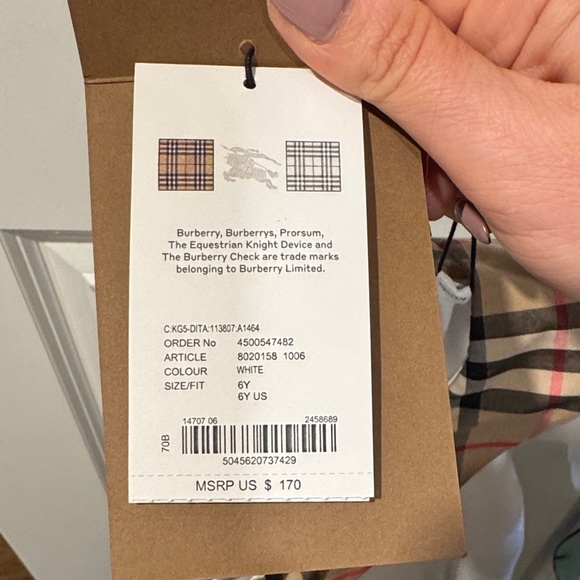 Burberry, Burberrys, Prorsum,
The Equestrian Knight Device and
The Burberry Check are trade marks
belonging to Burberry Limited.
C:KG5-DITA:113807:A1464
ORDER No 4500547482
ARTICLE 8020158 1006
COLOUR WHITE
SIZE/FIT 6Y
6Y US
14707 06 2458689
70B
5045620737429
MSRP US $ 170